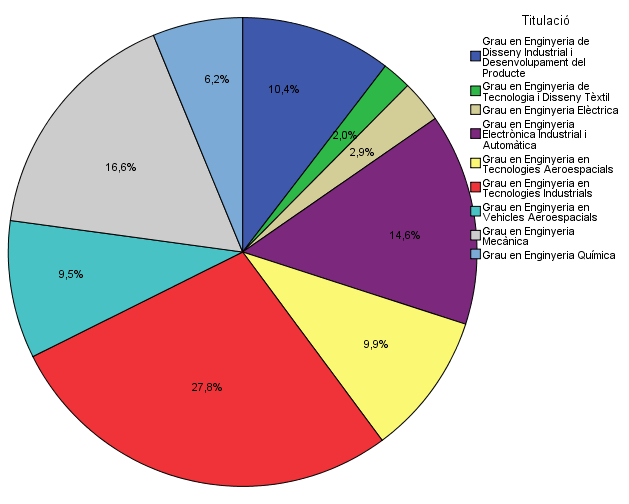 Titulació
Grau en Enginyeria de
Disseny Industrial i
Desenvolupament del
Producte
Grau en Enginyeria de
Tecnologia i Disseny Tèxtil
Grau en Enginyeria Elèctrica
Grau en Enginyeria
Electrònica Industrial i
Automàtica
Grau en Enginyeria en
Tecnologies Aeroespacials
Grau en Enginyeria en
Tecnologies Industrials
Grau en Enginyeria en
Vehicles Aeroespacials
Grau en Enginyeria
Mecànica
Grau en Enginyeria Química
10,4%
2,0%
2,9%
14,6%
9,9%
27,8%
9,5%
16,6%
6,2%